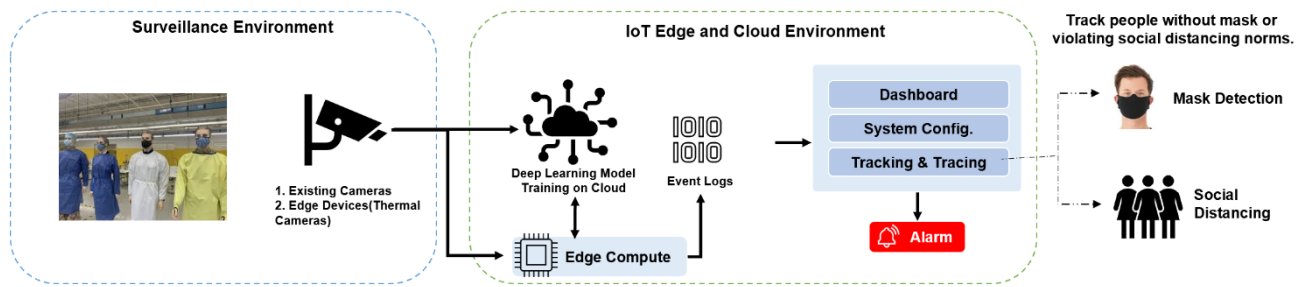 Surveillance Environment
IoT Edge and Cloud Environment
Track people without mask or
violating social distancing norms.
1. Existing Cameras
2. Edge Devices(Thermal
Cameras)
Deep Learning Model
Training on Cloud
Edge Compute
IOIO
IOIO
Event Logs
Dashboard
System Config.
Tracking & Tracing
Alarm
Mask Detection
Social
Distancing